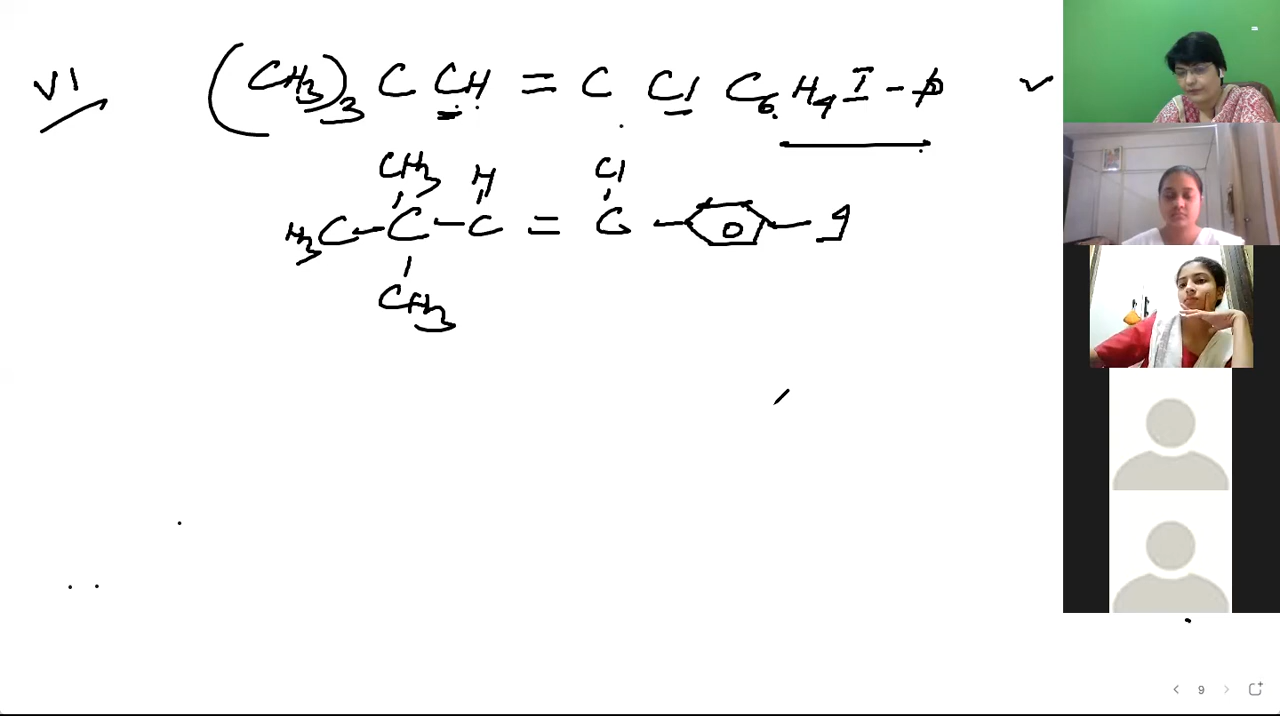 vi (CH3)3 C CH = C Cl C6 H4 I - p
CH3 H Cl
H3C - C - C = C - I
CH3
9